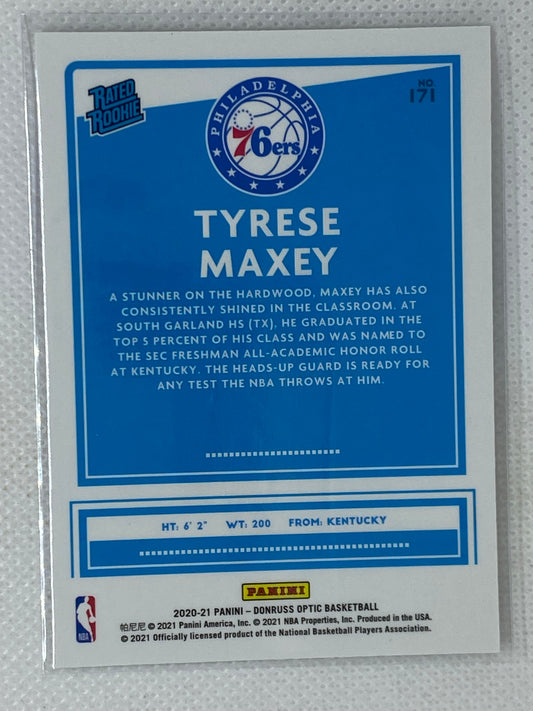 RATED
ROOKIE
NO.
171
PHILADELPHIA
76ers
TYRESE
MAXEY
A STUNNER ON THE HARDWOOD, MAXEY HAS ALSO
CONSISTENTLY SHINED IN THE CLASSROOM. AT
SOUTH GARLAND HS (TX), HE GRADUATED IN THE
TOP 5 PERCENT OF HIS CLASS AND WAS NAMED TO
THE SEC FRESHMAN ALL-ACADEMIC HONOR ROLL
AT KENTUCKY. THE HEADS-UP GUARD IS READY FOR
ANY TEST THE NBA THROWS AT HIM.
HT: 6' 2" WT: 200 FROM: KENTUCKY
PANINI
2020-21 PANINI – DONRUSS OPTIC BASKETBALL
帕尼尼 © 2021 Panini America, Inc. © 2021 NBA Properties, Inc. Produced in the USA.
© 2021 Officially licensed product of the National Basketball Players Association.
NBA